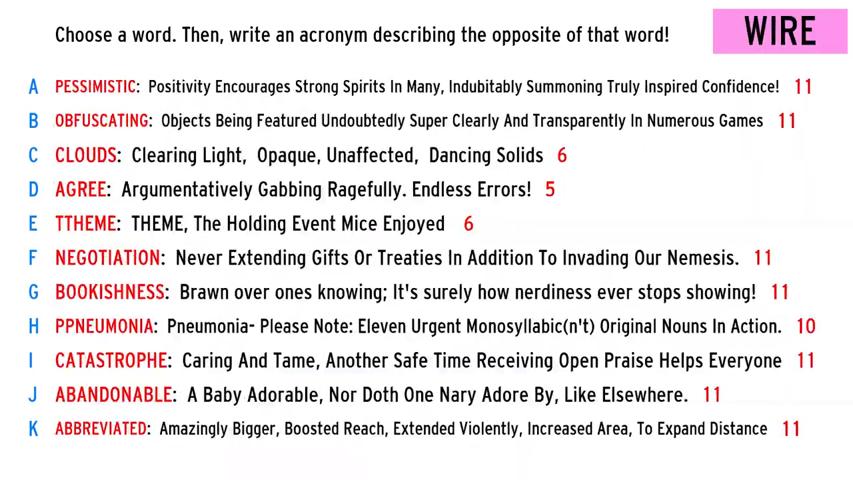 Choose a word. Then, write an acronym describing the opposite of that word!
WIRE
A PESSIMISTIC: Positivity Encourages Strong Spirits In Many, Indubitably Summoning Truly Inspired Confidence! 11
B OBFUSCATING: Objects Being Featured Undoubtedly Super Clearly And Transparently In Numerous Games 11
C CLOUDS: Clearing Light, Opaque, Unaffected, Dancing Solids 6
D AGREE: Argumentatively Gabbing Ragefully. Endless Errors! 5
E TTHEME: THEME, The Holding Event Mice Enjoyed 6
F NEGOTIATION: Never Extending Gifts Or Treaties In Addition To Invading Our Nemesis. 11
G BOOKISHNESS: Brawn over ones knowing; It's surely how nerdiness ever stops showing! 11
H PPNEUMONIA: Pneumonia- Please Note: Eleven Urgent Monosyllabic(n't) Original Nouns In Action. 10
I CATASTROPHE: Caring And Tame, Another Safe Time Receiving Open Praise Helps Everyone 11
J ABANDONABLE: A Baby Adorable, Nor Doth One Nary Adore By, Like Elsewhere. 11
K ABBREVIATED: Amazingly Bigger, Boosted Reach, Extended Violently, Increased Area, To Expand Distance 11